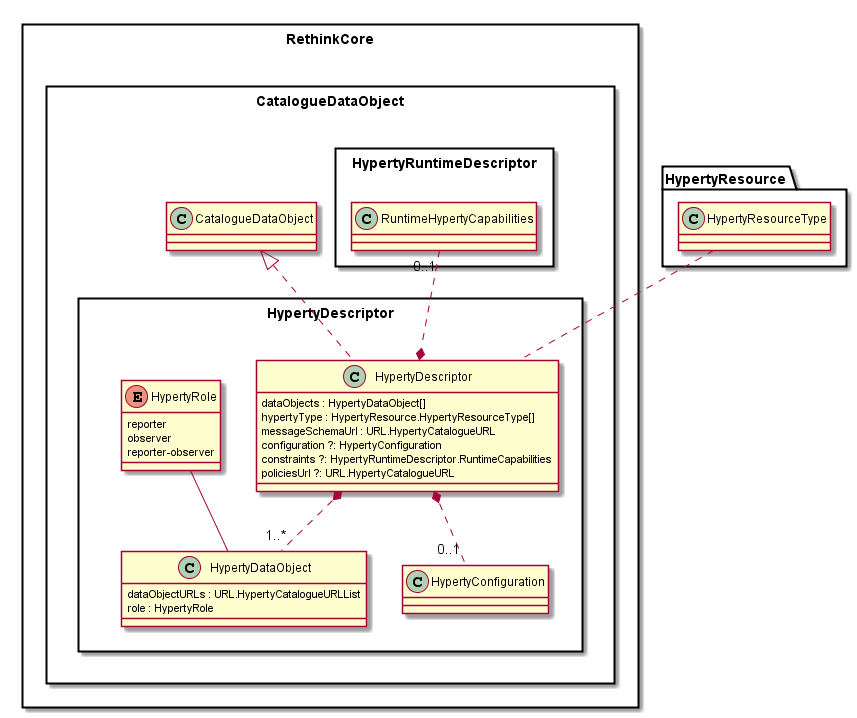 RethinkCore
CatalogueDataObject
HypertyRuntimeDescriptor
HypertyResource
C CatalogueDataObject
C RuntimeHypertyCapabilities
C HypertyResourceType
0..1
HypertyDescriptor
C HypertyDescriptor
dataObjects : HypertyDataObject[]
hypertyType : HypertyResource.HypertyResourceType[]
messageSchemaUrl : URL.HypertyCatalogueURL
configuration ?: HypertyConfiguration
constraints ?: HypertyRuntimeDescriptor.RuntimeCapabilities
policiesUrl ?: URL.HypertyCatalogueURL
E HypertyRole
reporter
observer
reporter-observer
1..*
0..1
C HypertyDataObject
dataObjectURLs : URL.HypertyCatalogueURLList
role : HypertyRole
C HypertyConfiguration